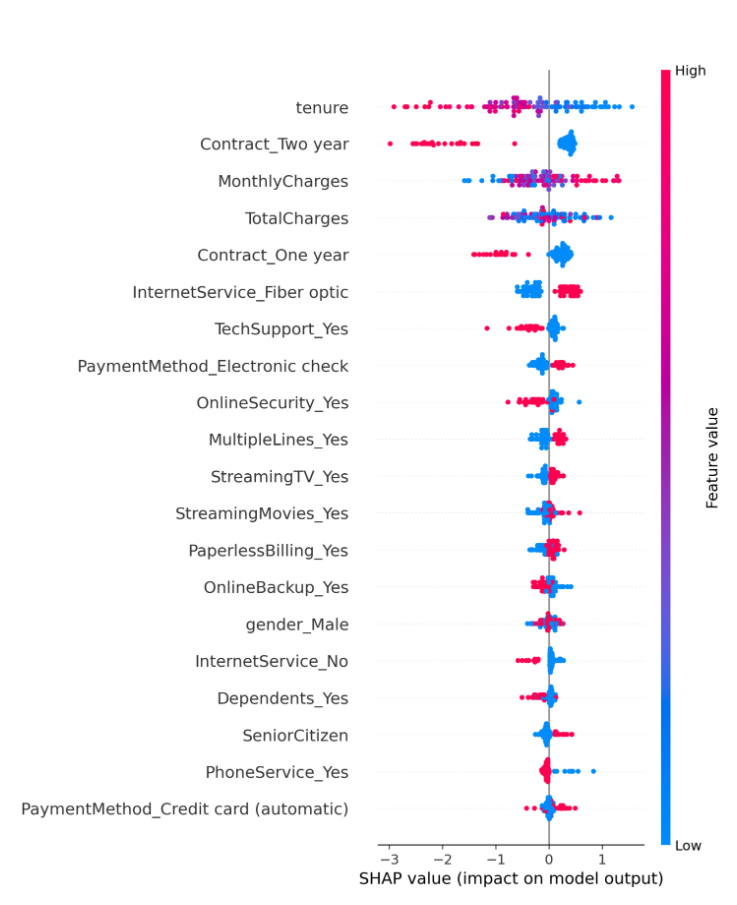 High
tenure
Contract_Two year
MonthlyCharges
TotalCharges
Contract_One year
InternetService_Fiber optic
TechSupport_Yes
PaymentMethod_Electronic check
OnlineSecurity_Yes
MultipleLines_Yes
StreamingTV_Yes
StreamingMovies_Yes
PaperlessBilling_Yes
OnlineBackup_Yes
gender_Male
InternetService_No
Dependents_Yes
SeniorCitizen
PhoneService_Yes
PaymentMethod_Credit card (automatic)
Feature value
Low
−3 −2 −1 0 1
SHAP value (impact on model output)